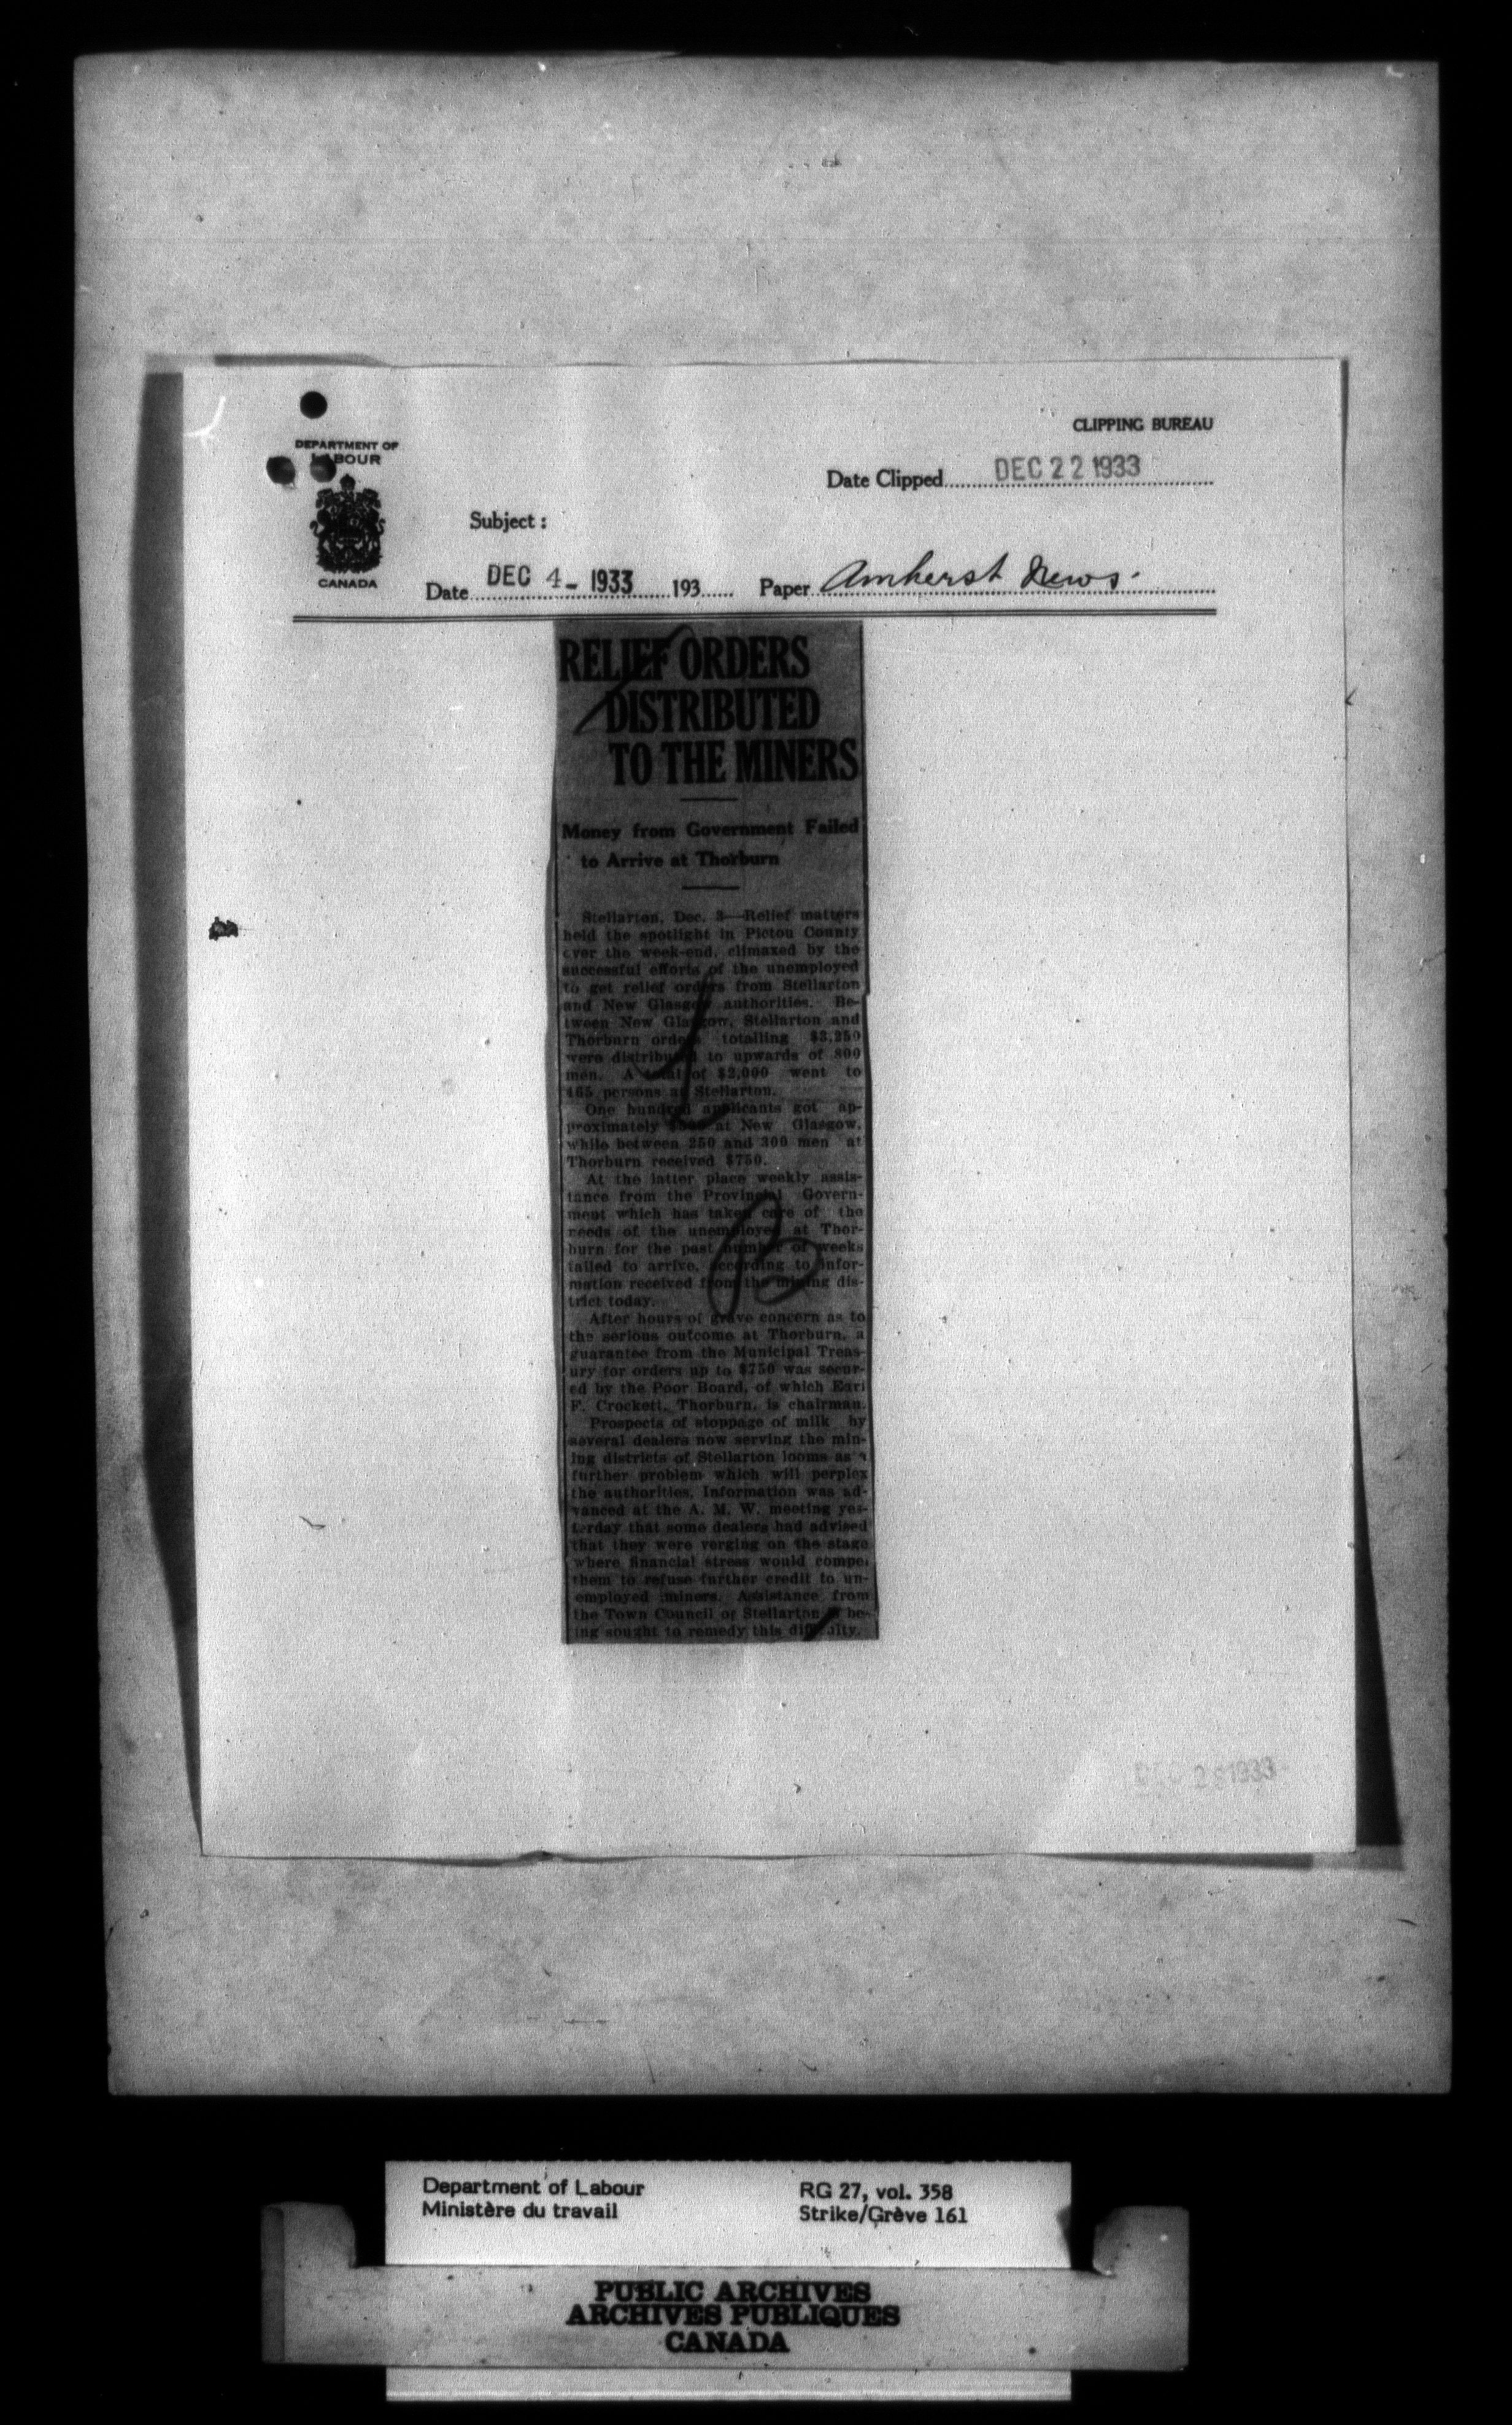 CLIPPING BUREAU
DEPARTMENT OF
LABOUR
CANADA
Date Clipped DEC 22 1933
Subject :
Date DEC 4- 1933 193 Paper Amherst News.
RELIEF ORDERS
DISTRIBUTED
TO THE MINERS
Money from Government Failed
to Arrive at Thorburn
Stellarton, Dec. 3—Relief matters
held the spotlight in Pictou County
over the week-end, climaxed by the
successful efforts of the unemployed
to get relief orders from Stellarton
and New Glasgow authorities. Be-
tween New Glasgow, Stellarton and
Thorburn orders totalling $3,250
were distributed to upwards of 800
men. A total of $2,000 went to
465 persons at Stellarton.
One hundred applicants got ap-
proximately at New Glasgow,
while between 250 and 300 men at
Thorburn received $750.
At the latter place weekly assis-
tance from the Provincial Govern-
ment which has taken care of the
needs of the unemployed at Thor-
burn for the past number of weeks
failed to arrive, according to infor-
mation received from the mining dis-
trict today.
After hours of grave concern as to
the serious outcome at Thorburn, a
guarantee from the Municipal Treas-
ury for orders up to $750 was secur-
ed by the Poor Board, of which Earl
F. Crockett, Thorburn, is chairman.
Prospects of stoppage of milk by
several dealers now serving the min-
ing districts of Stellarton looms as a
further problem which will perplex
the authorities. Information was ad-
vanced at the A. M. W. meeting yes-
terday that some dealers had advised
that they were verging on the stage
where financial stress would compel
them to refuse further credit to un-
employed miners. Assistance from
the Town Council of Stellarton is be-
ing sought to remedy this difficulty.
L
B
DEC 28 1933
Department of Labour
Ministère du travail
RG 27, vol. 358
Strike/Grève 161
PUBLIC ARCHIVES
ARCHIVES PUBLIQUES
CANADA